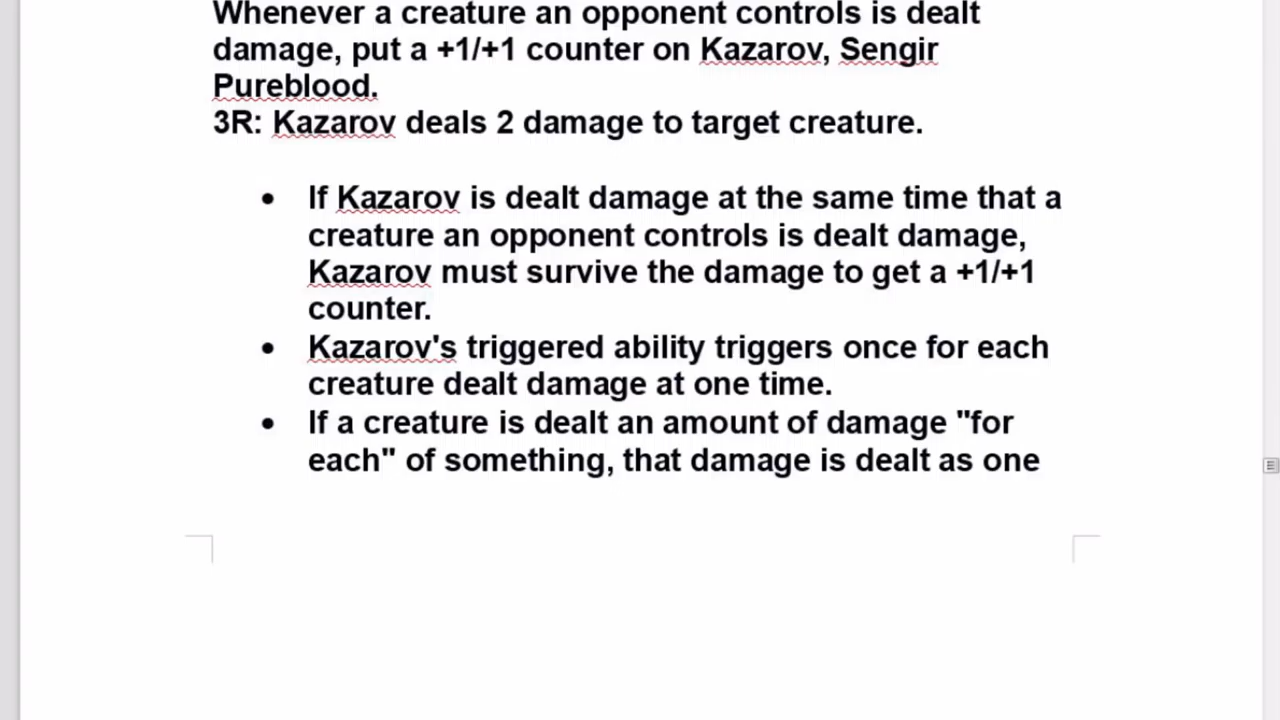 Whenever a creature an opponent controls is dealt
damage, put a +1/+1 counter on Kazarov, Sengir
Pureblood.
3R: Kazarov deals 2 damage to target creature.
• If Kazarov is dealt damage at the same time that a
creature an opponent controls is dealt damage,
Kazarov must survive the damage to get a +1/+1
counter.
• Kazarov's triggered ability triggers once for each
creature dealt damage at one time.
• If a creature is dealt an amount of damage "for
each" of something, that damage is dealt as one